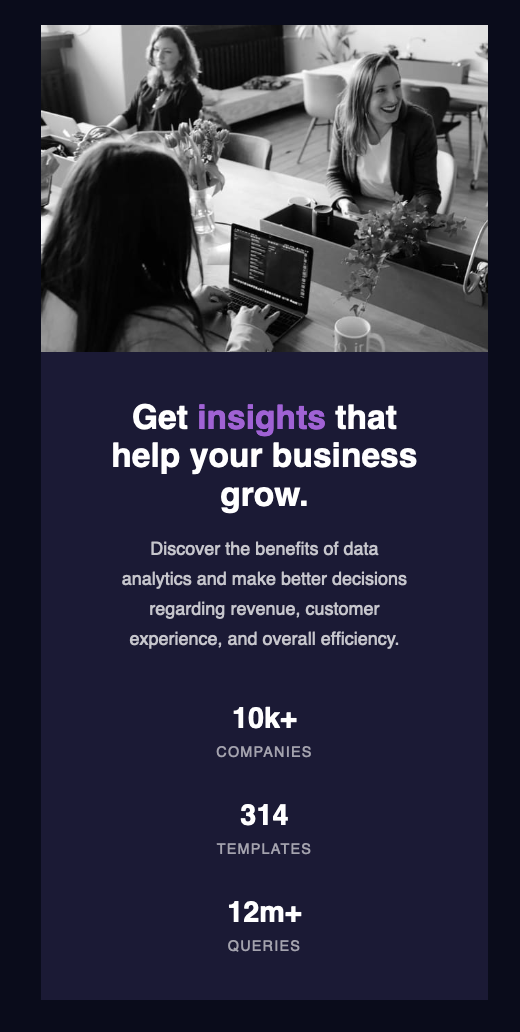 Get insights that
help your business
grow.
Discover the benefits of data
analytics and make better decisions
regarding revenue, customer
experience, and overall efficiency.
10k+
COMPANIES
314
TEMPLATES
12m+
QUERIES